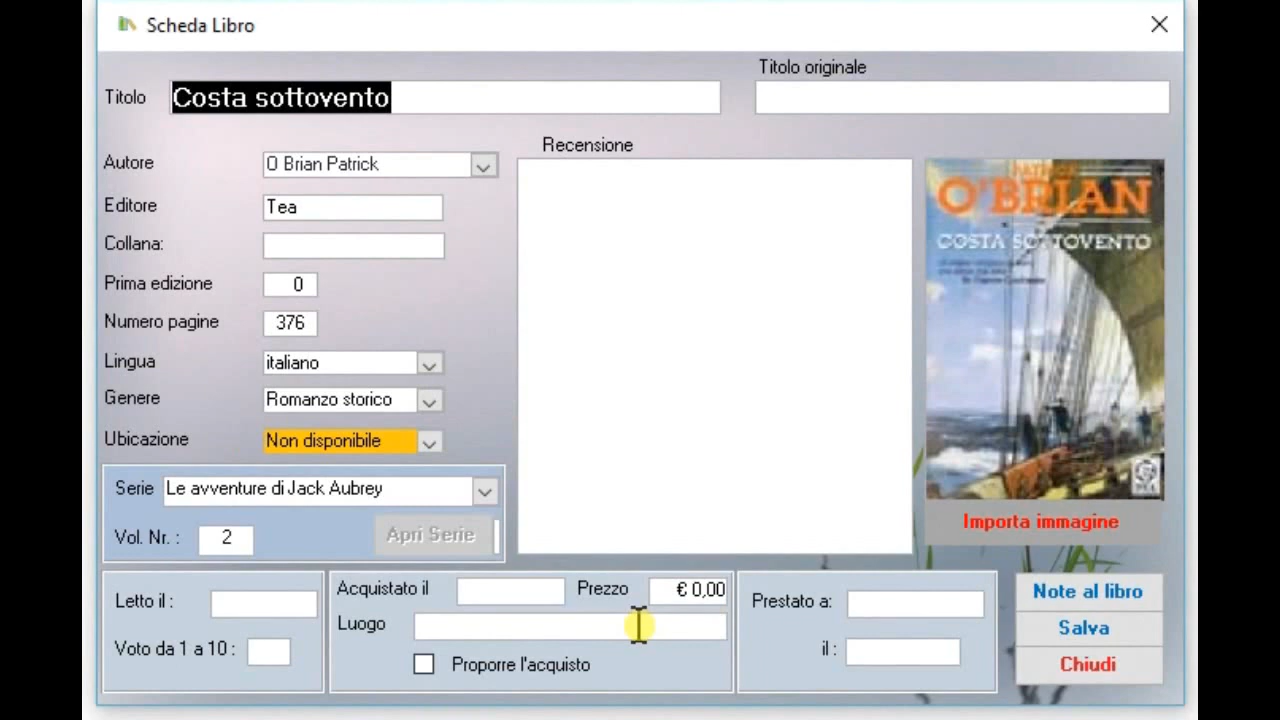 Scheda Libro
Titolo originale
Titolo Costa sottovento
Recensione
Autore O Brian Patrick
Editore Tea
Collana:
Prima edizione 0
Numero pagine 376
Lingua italiano
Genere Romanzo storico
Ubicazione Non disponibile
Serie Le avventure di Jack Aubrey
Vol. Nr. : 2
Apri Serie
O'BRIAN
COSTA SOTTOVENTO
Importa immagine
Letto il :
Voto da 1 a 10 :
Acquistato il
Prezzo € 0,00
Luogo
Proporre l'acquisto
Prestato a:
il :
Note al libro
Salva
Chiudi